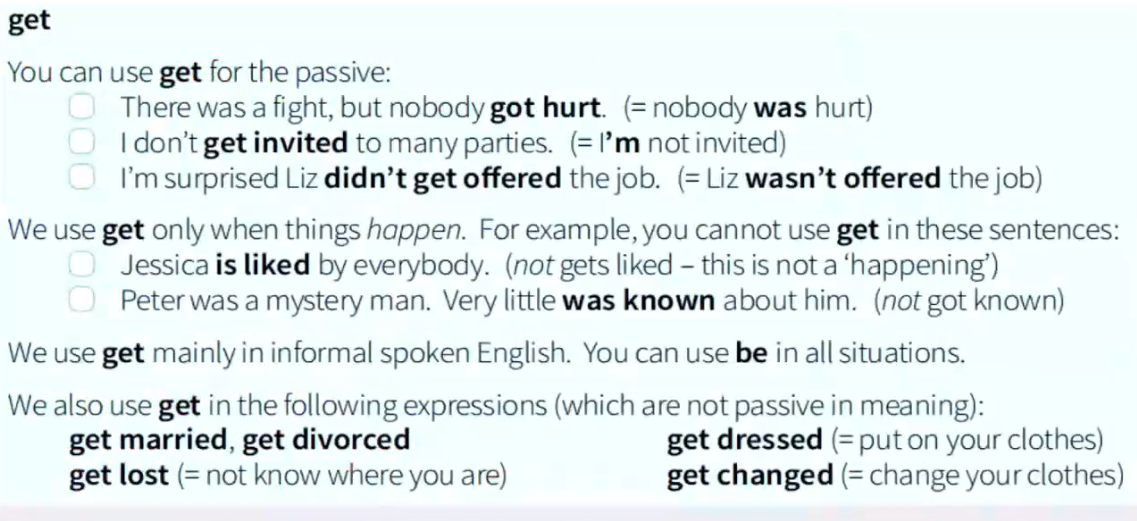 get
You can use get for the passive:
There was a fight, but nobody got hurt. (= nobody was hurt)
I don't get invited to many parties. (= I'm not invited)
I'm surprised Liz didn't get offered the job. (= Liz wasn't offered the job)
We use get only when things happen. For example, you cannot use get in these sentences:
Jessica is liked by everybody. (not gets liked – this is not a 'happening')
Peter was a mystery man. Very little was known about him. (not got known)
We use get mainly in informal spoken English. You can use be in all situations.
We also use get in the following expressions (which are not passive in meaning):
get married, get divorced get dressed (= put on your clothes)
get lost (= not know where you are) get changed (= change your clothes)